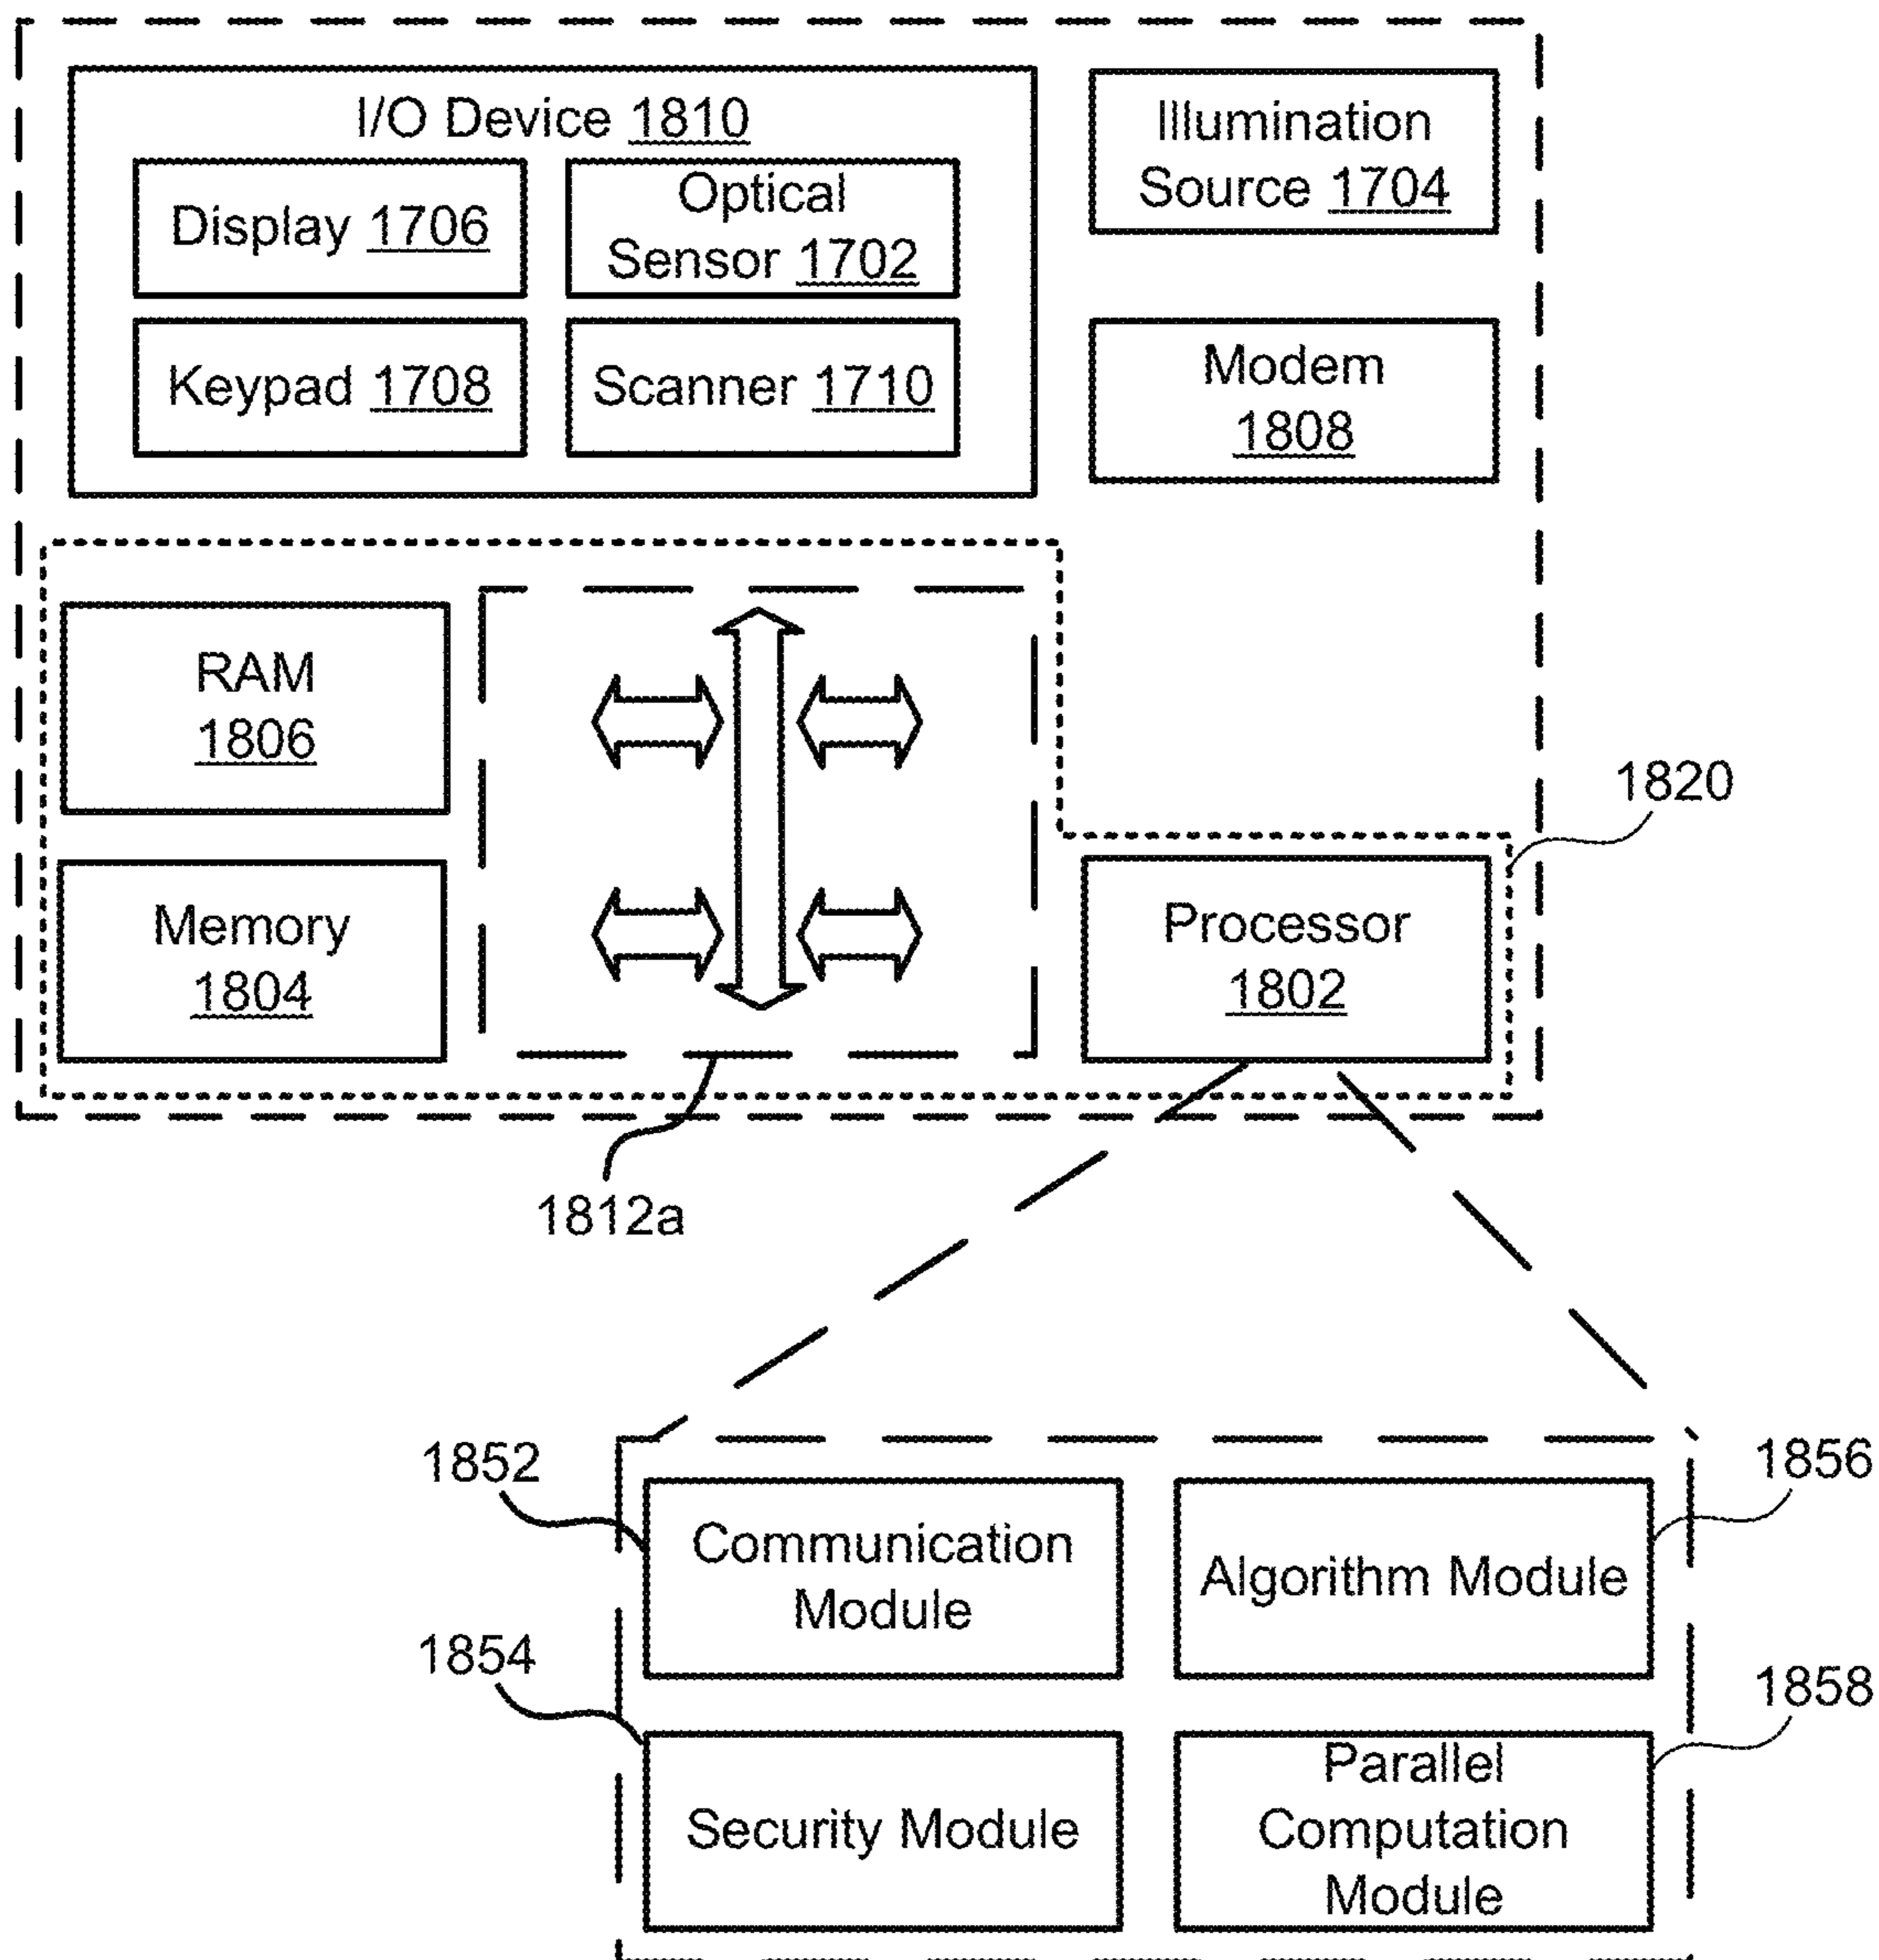 I/O Device 1810
Display 1706
Optical
Sensor 1702
Keypad 1708
Scanner 1710
Illumination
Source 1704
Modem
1808
RAM
1806
Memory
1804
1820
Processor
1802
1812a
1852
Communication
Module
1856
Algorithm Module
1854
Security Module
1858
Parallel
Computation
Module